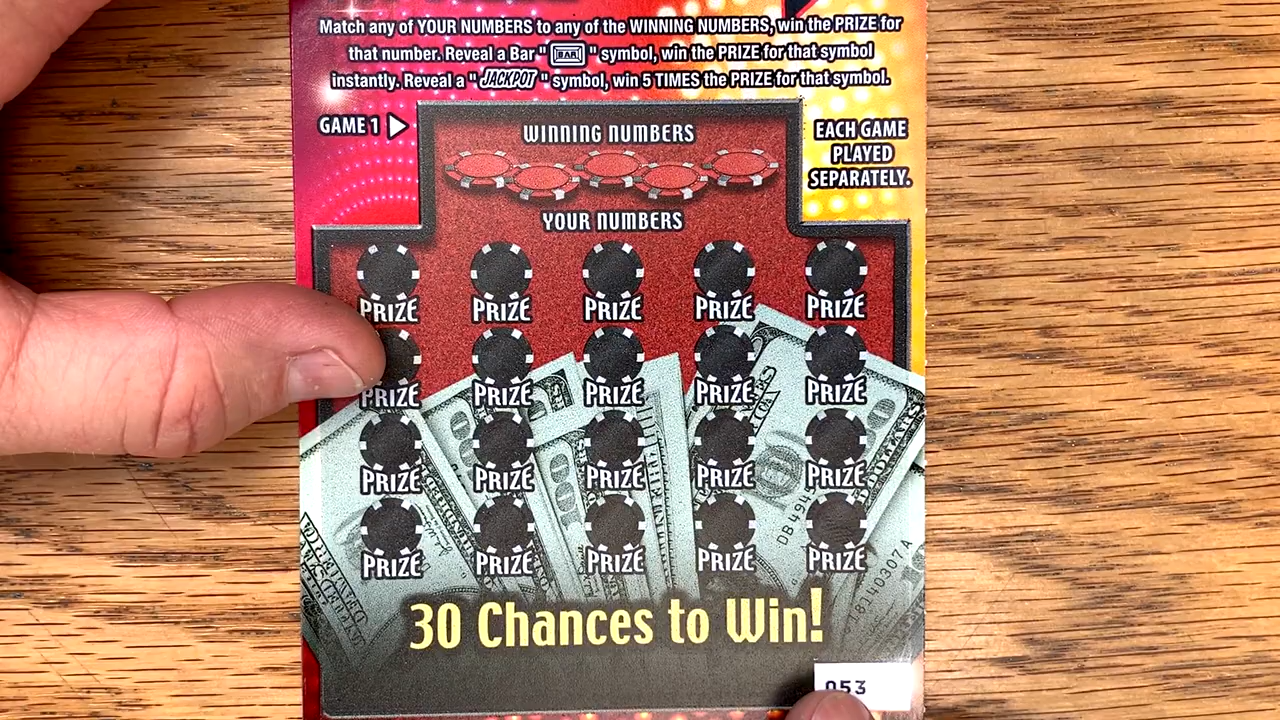 Match any of YOUR NUMBERS to any of the WINNING NUMBERS, win the PRIZE for
that number. Reveal a Bar " BAR " symbol, win the PRIZE for that symbol
instantly. Reveal a " JACKPOT " symbol, win 5 TIMES the PRIZE for that symbol.
GAME 1
WINNING NUMBERS
EACH GAME
PLAYED
SEPARATELY.
YOUR NUMBERS
PRIZE PRIZE PRIZE PRIZE PRIZE
PRIZE PRIZE PRIZE PRIZE PRIZE
PRIZE PRIZE PRIZE PRIZE PRIZE
PRIZE PRIZE PRIZE PRIZE PRIZE
30 Chances to Win!
053